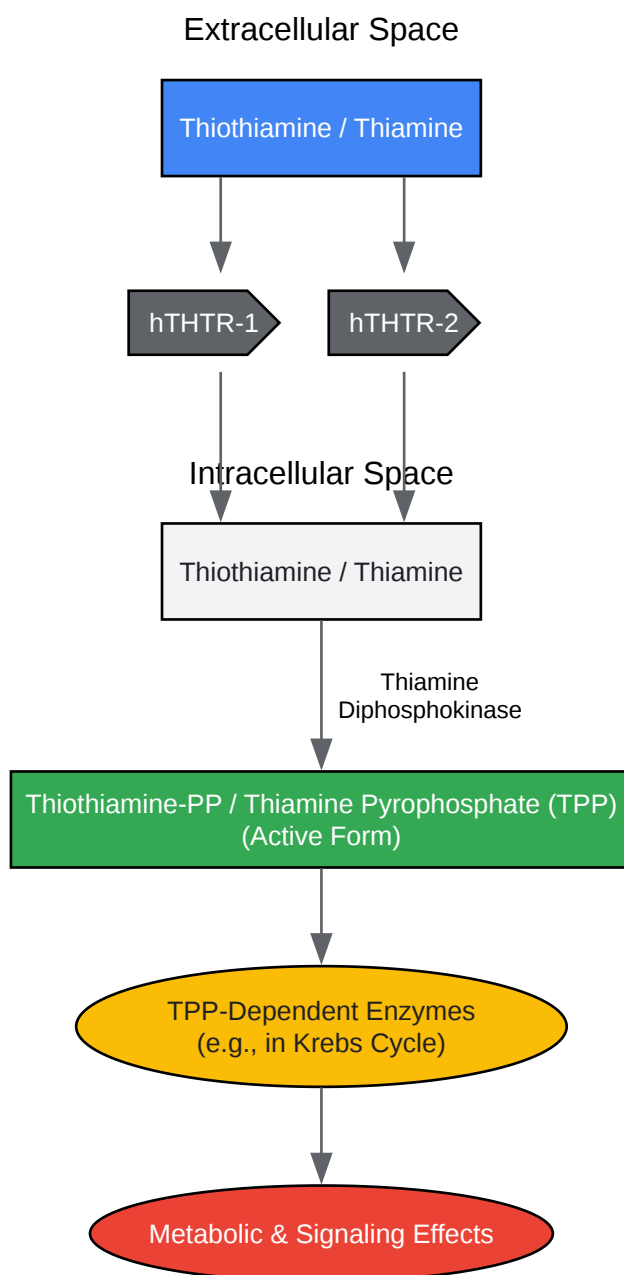 Extracellular Space
Thiothiamine / Thiamine
hTHTR-1
hTHTR-2
Intracellular Space
Thiothiamine / Thiamine
Thiamine
Diphosphokinase
Thiothiamine-PP / Thiamine Pyrophosphate (TPP)
(Active Form)
TPP-Dependent Enzymes
(e.g., in Krebs Cycle)
Metabolic & Signaling Effects